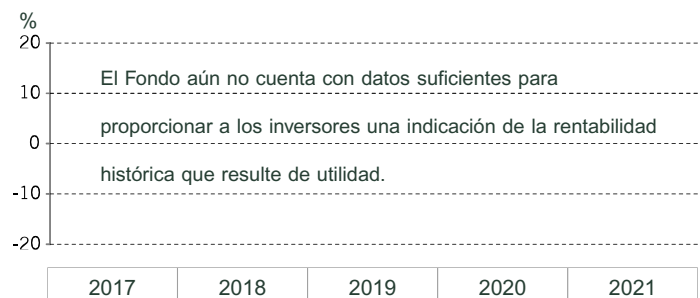 %
20
El Fondo aún no cuenta con datos suficientes para
10
proporcionar a los inversores una indicación de la rentabilidad
0
histórica que resulte de utilidad.
-10
-20
2017 2018 2019 2020 2021